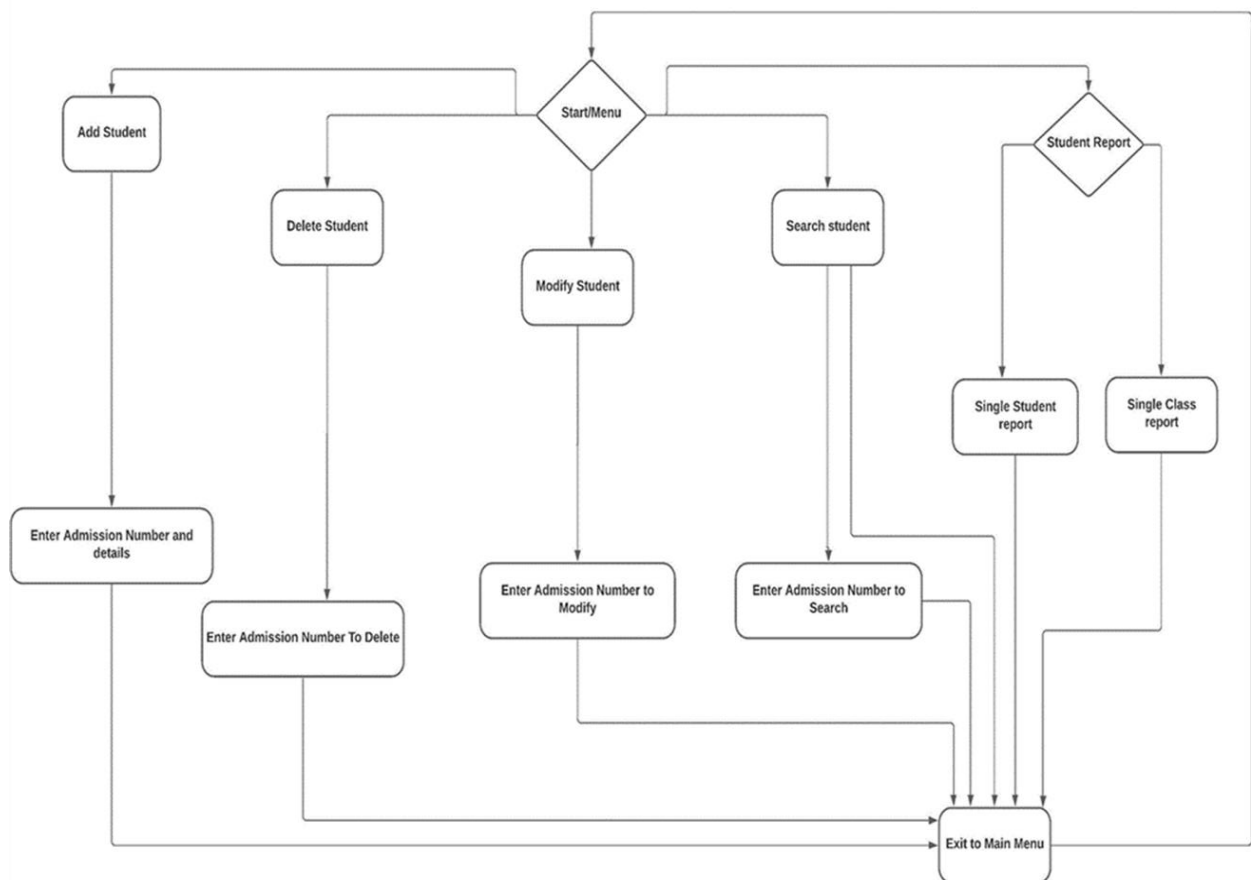 Start/Menu
Add Student
Student Report
Delete Student
Search student
Modify Student
Single Student
report
Single Class
report
Enter Admission Number and
details
Enter Admission Number to
Modify
Enter Admission Number to
Search
Enter Admission Number To Delete
Exit to Main Menu